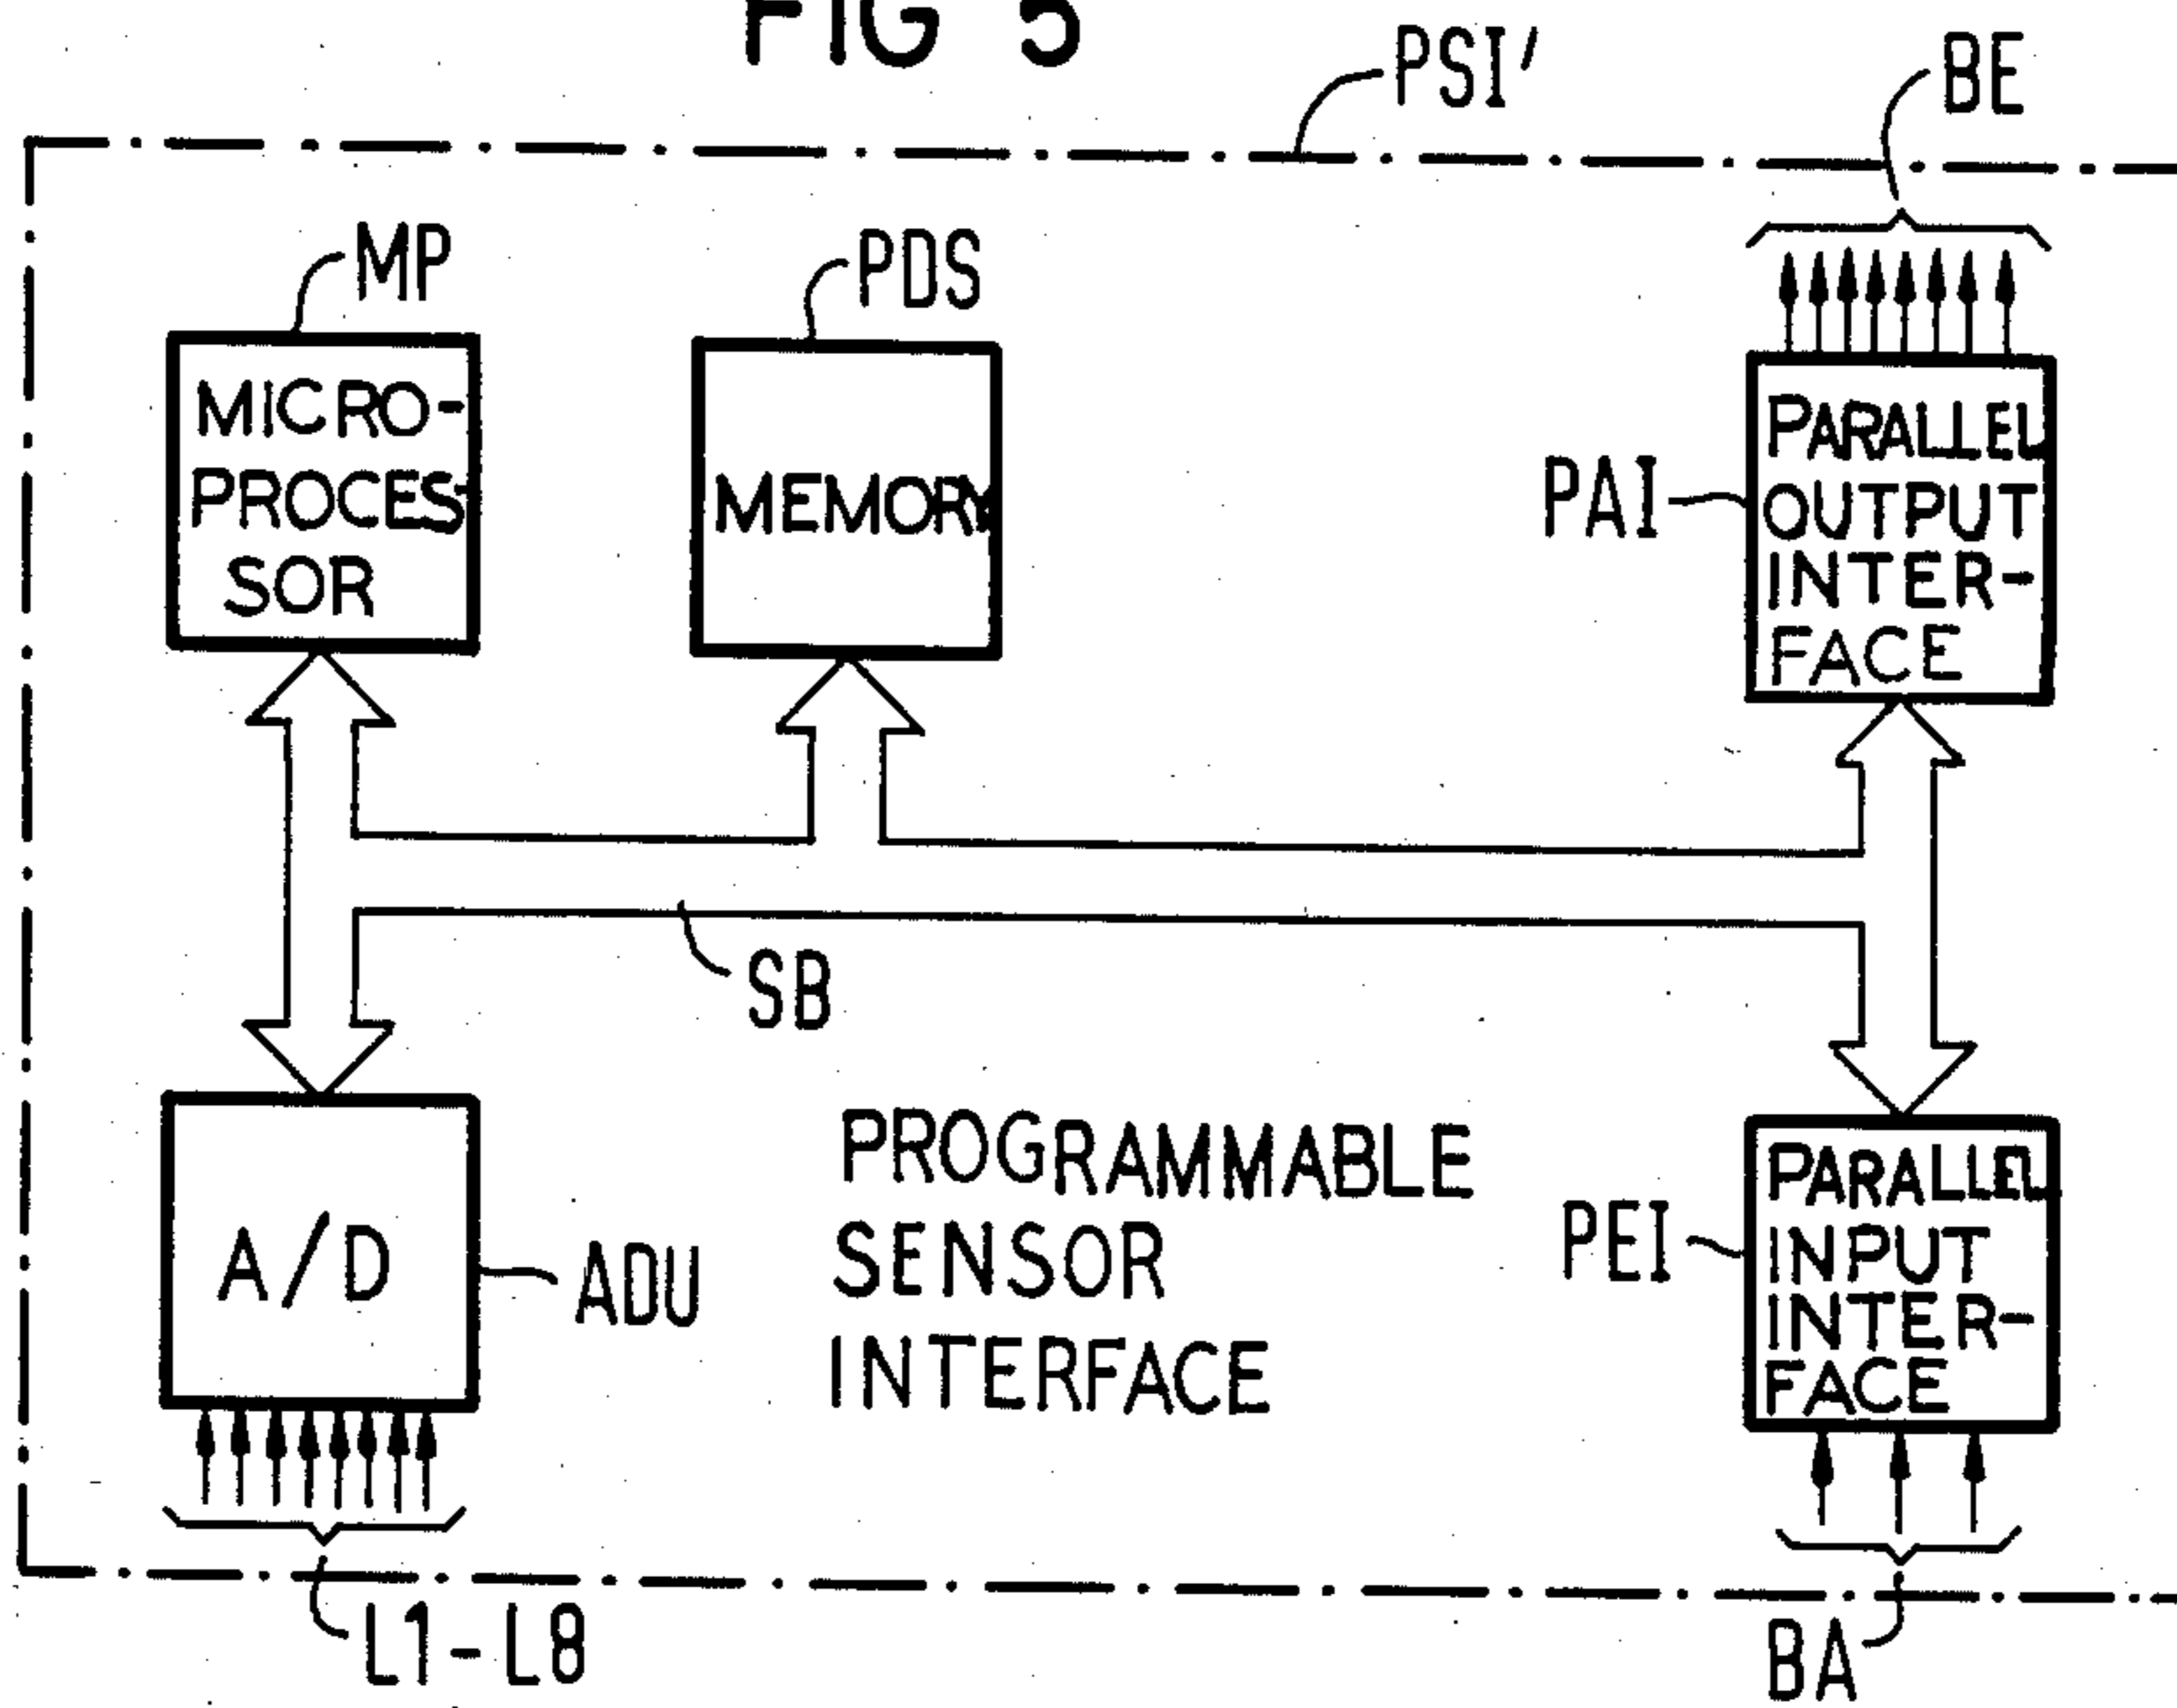 FIG 5
PSI'
BE
MP
PDS
MICRO-
PROCES-
SOR
MEMORY
PAI
PARALLEL
OUTPUT
INTER-
FACE
SB
PROGRAMMABLE
SENSOR
INTERFACE
A/D
ADU
PEI
PARALLEL
INPUT
INTER-
FACE
L1-L8
BA